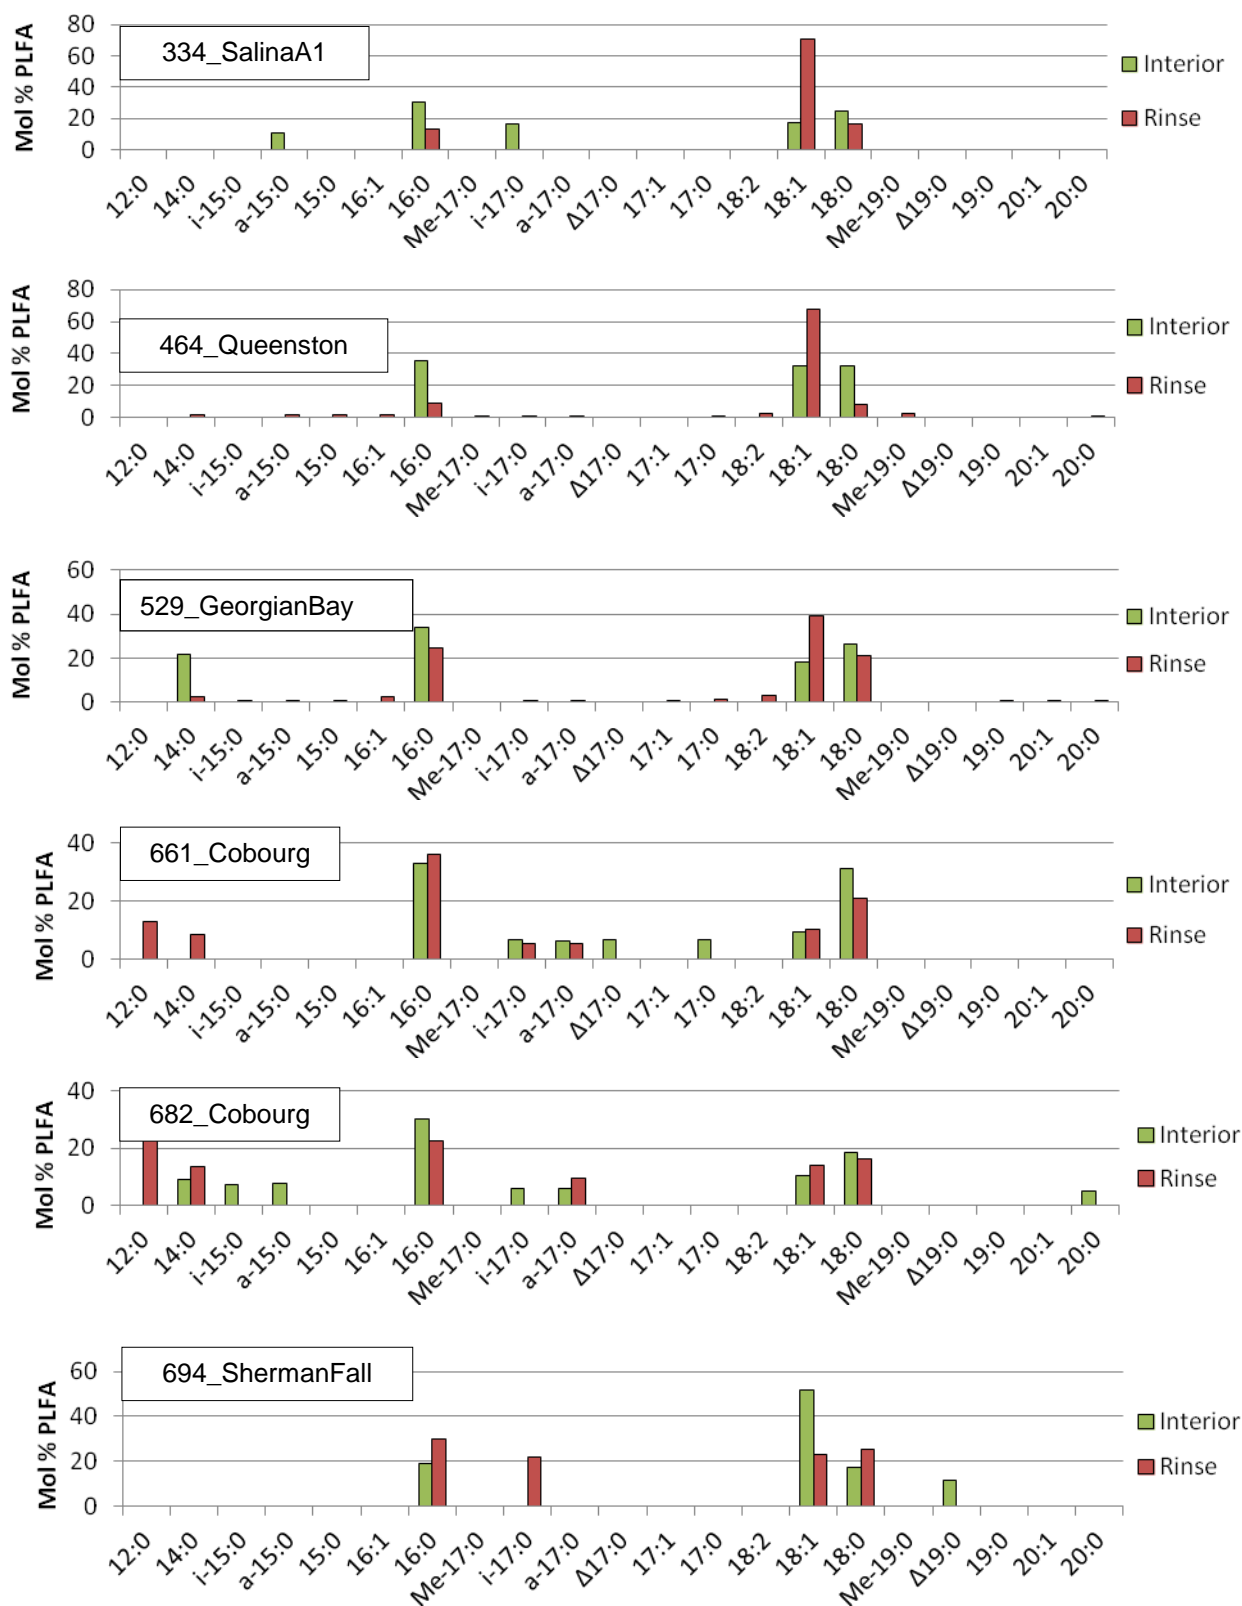 80
60
40
20
0
Mol % PLFA
334_SalinaA1
Interior
Rinse
12:0 14:0 i-15:0 a-15:0 15:0 16:1 16:0 Me-17:0 i-17:0 a-17:0 Δ17:0 17:1 17:0 18:2 18:1 18:0 Me-19:0 Δ19:0 19:0 20:1 20:0
80
60
40
20
0
Mol % PLFA
464_Queenston
Interior
Rinse
12:0 14:0 i-15:0 a-15:0 15:0 16:1 16:0 Me-17:0 i-17:0 a-17:0 Δ17:0 17:1 17:0 18:2 18:1 18:0 Me-19:0 Δ19:0 19:0 20:1 20:0
60
40
20
0
Mol % PLFA
529_GeorgianBay
Interior
Rinse
12:0 14:0 i-15:0 a-15:0 15:0 16:1 16:0 Me-17:0 i-17:0 a-17:0 Δ17:0 17:1 17:0 18:2 18:1 18:0 Me-19:0 Δ19:0 19:0 20:1 20:0
40
20
0
Mol % PLFA
661_Cobourg
Interior
Rinse
12:0 14:0 i-15:0 a-15:0 15:0 16:1 16:0 Me-17:0 i-17:0 a-17:0 Δ17:0 17:1 17:0 18:2 18:1 18:0 Me-19:0 Δ19:0 19:0 20:1 20:0
40
20
0
Mol % PLFA
682_Cobourg
Interior
Rinse
12:0 14:0 i-15:0 a-15:0 15:0 16:1 16:0 Me-17:0 i-17:0 a-17:0 Δ17:0 17:1 17:0 18:2 18:1 18:0 Me-19:0 Δ19:0 19:0 20:1 20:0
60
40
20
0
Mol % PLFA
694_ShermanFall
Interior
Rinse
12:0 14:0 i-15:0 a-15:0 15:0 16:1 16:0 Me-17:0 i-17:0 a-17:0 Δ17:0 17:1 17:0 18:2 18:1 18:0 Me-19:0 Δ19:0 19:0 20:1 20:0